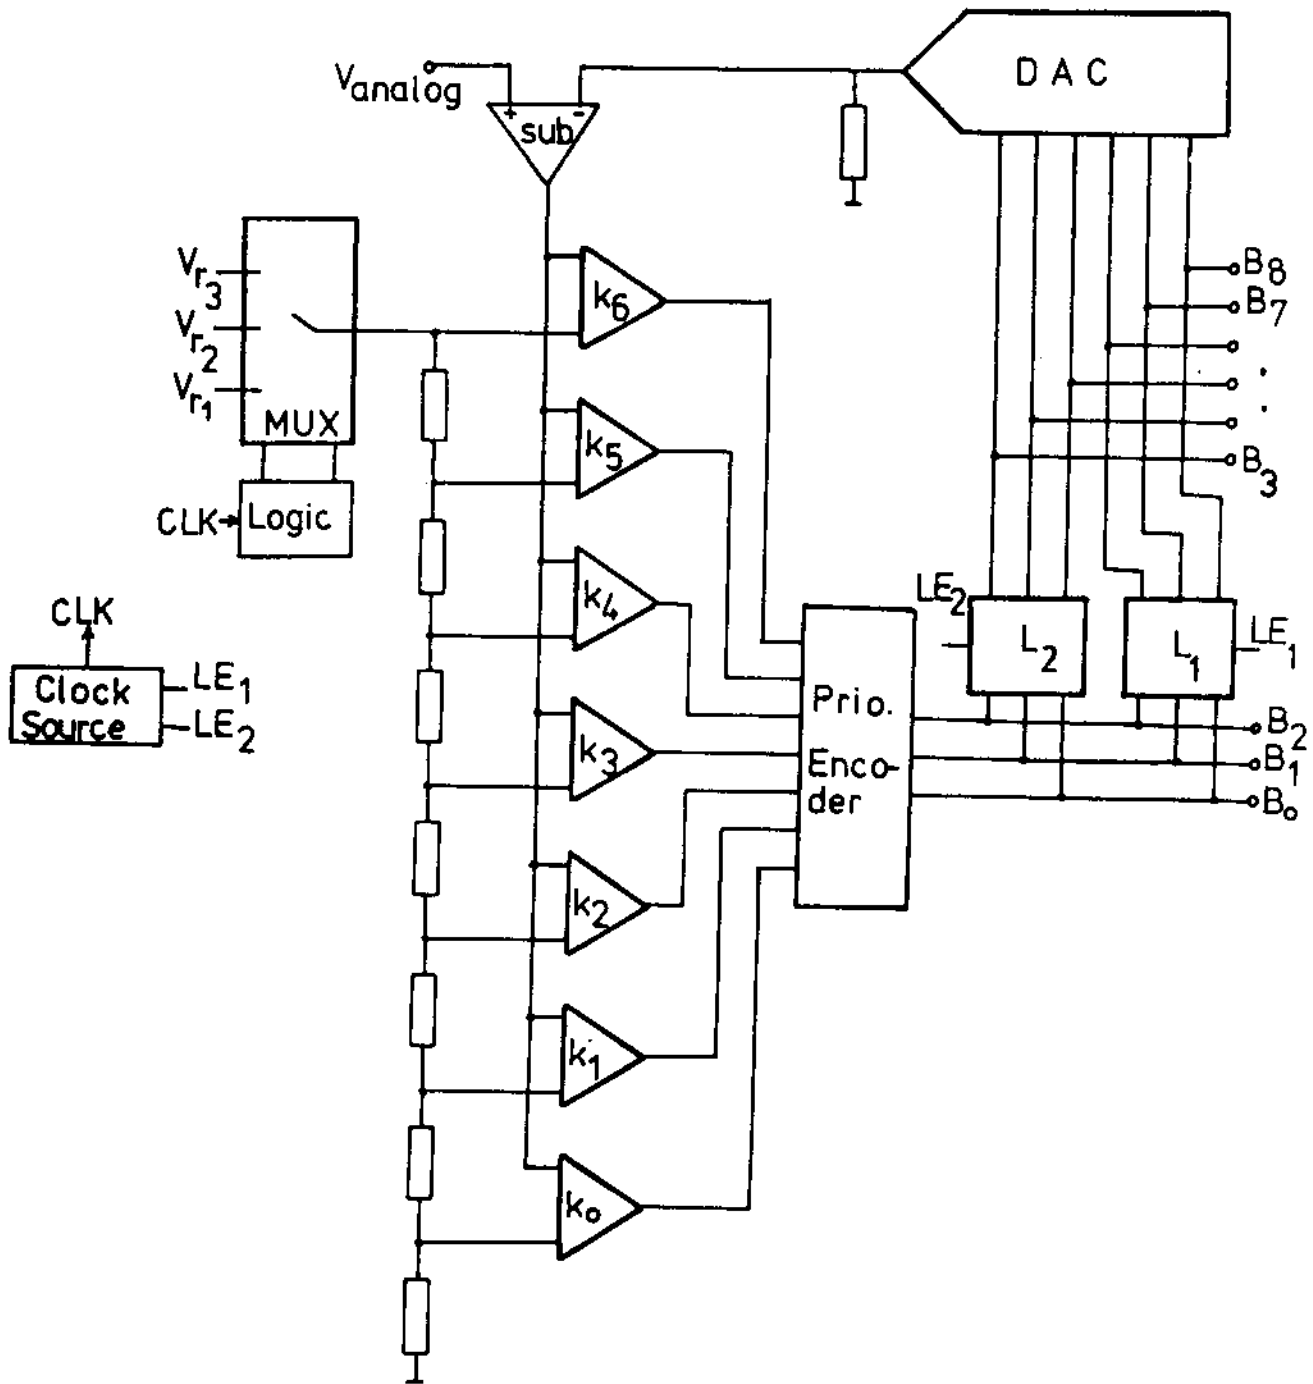 DAC
V analog
+ -
sub
Vr3
Vr2
Vr1
MUX
CLK
Logic
k6
k5
k4
k3
k2
k1
k0
B8
B7
.
.
B3
CLK
Clock
Source
LE1
LE2
LE2
L2
L1
LE1
Prio.
Enco-
der
B2
B1
B0